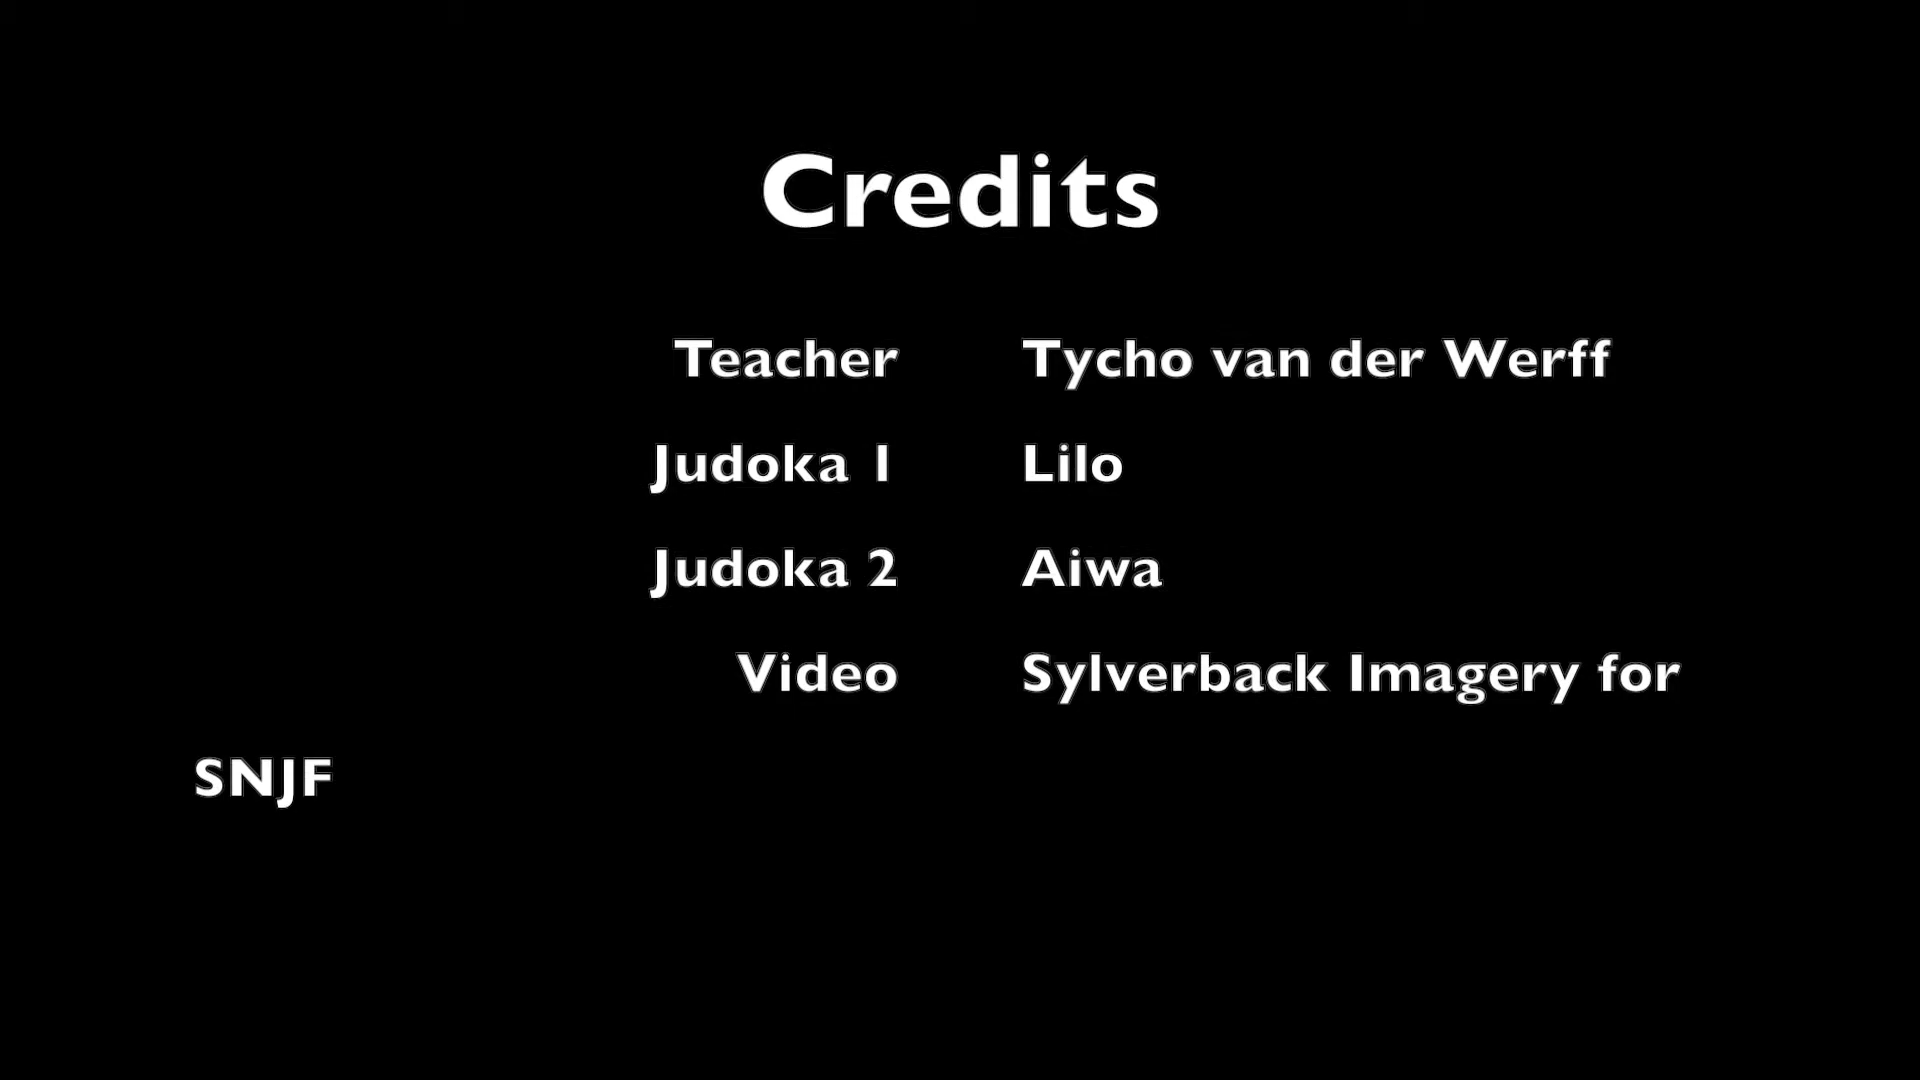 Credits
Teacher Tycho van der Werff
Judoka 1 Lilo
Judoka 2 Aiwa
Video Sylverback Imagery for
SNJF